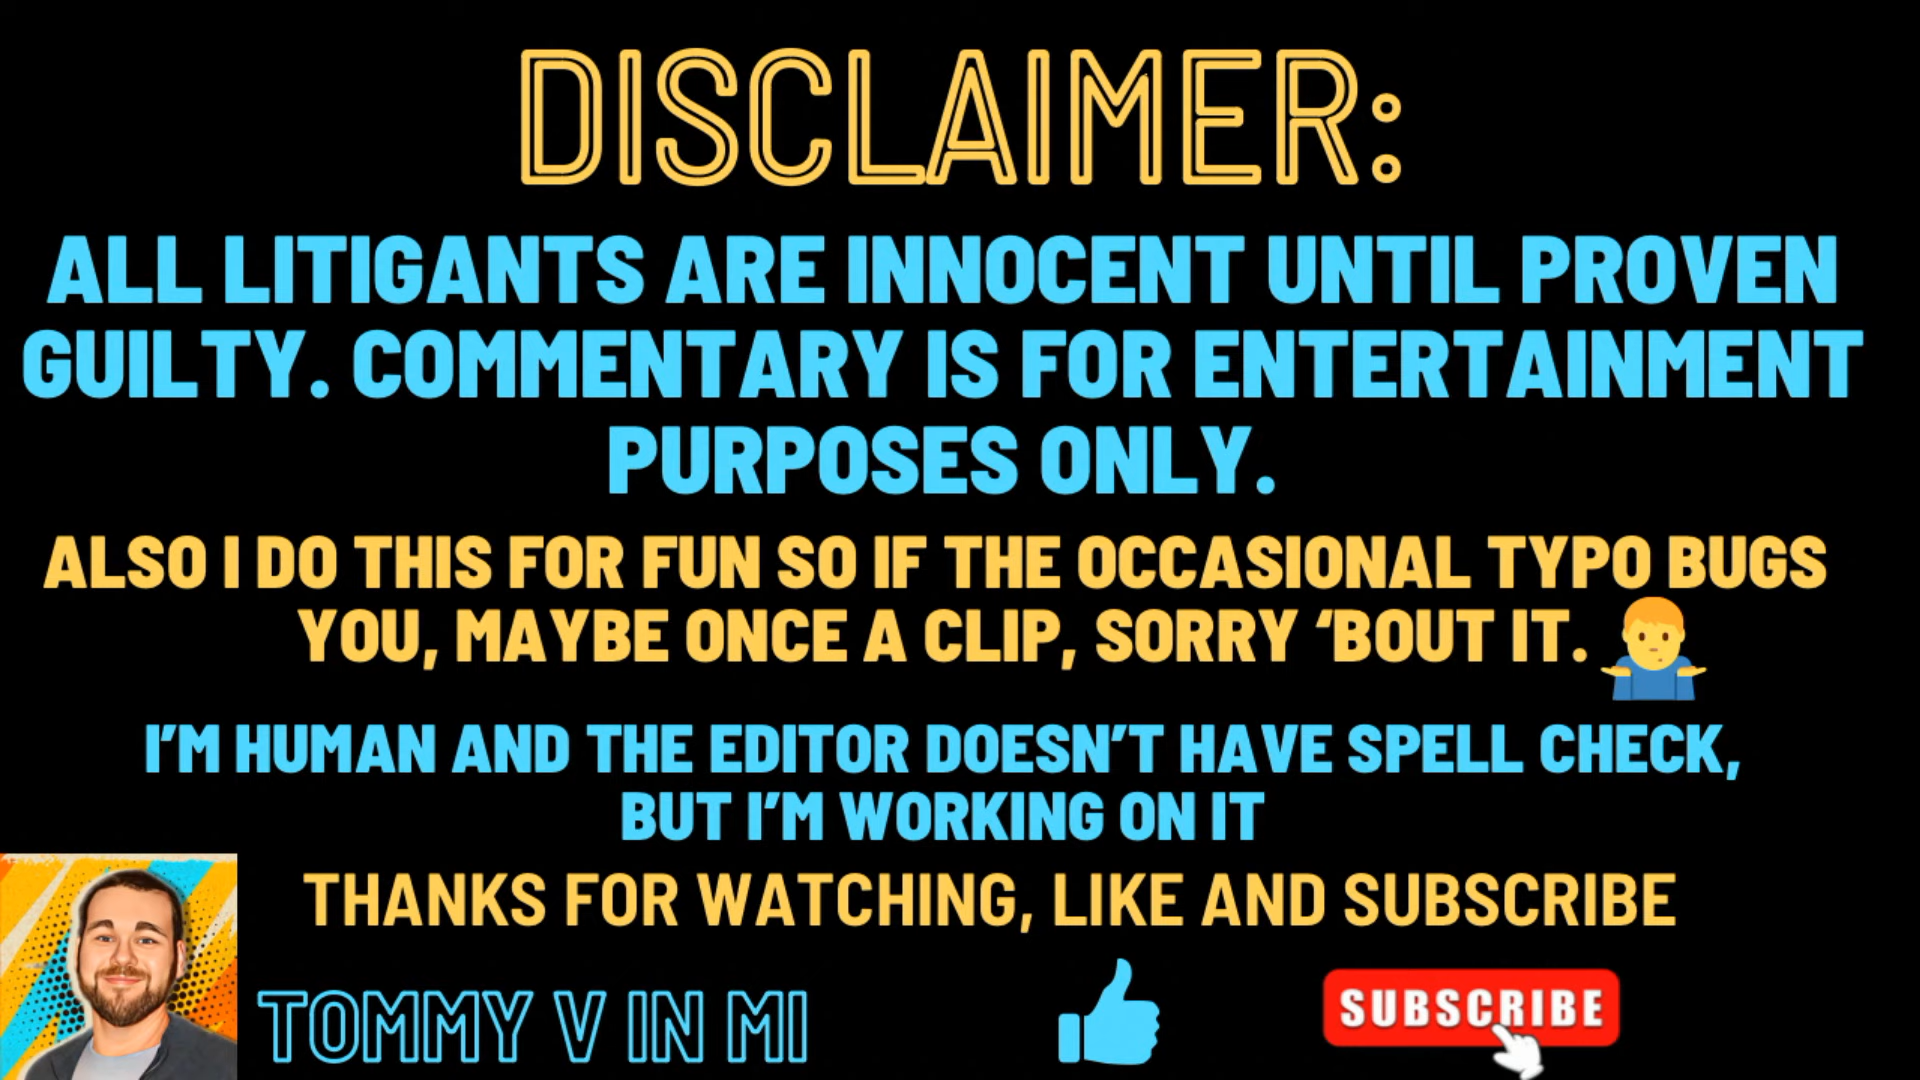 DISCLAIMER:
ALL LITIGANTS ARE INNOCENT UNTIL PROVEN
GUILTY. COMMENTARY IS FOR ENTERTAINMENT
PURPOSES ONLY.
ALSO I DO THIS FOR FUN SO IF THE OCCASIONAL TYPO BUGS
YOU, MAYBE ONCE A CLIP, SORRY ‘BOUT IT.
I’M HUMAN AND THE EDITOR DOESN’T HAVE SPELL CHECK,
BUT I’M WORKING ON IT
THANKS FOR WATCHING, LIKE AND SUBSCRIBE
TOMMY V IN MI
SUBSCRIBE